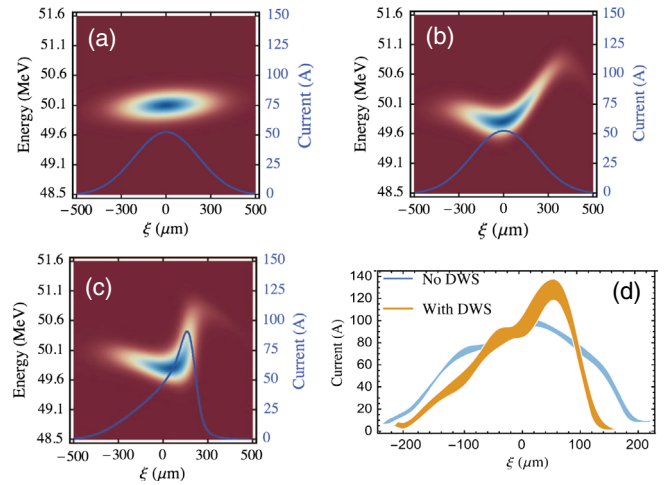 (a)
Energy (MeV)
51.6
51.1
50.6
50.1
49.6
49.1
48.5
−500 −300 0 300 500
ξ (μm)
150
125
100
75
50
25
0
Current (A)
(b)
Energy (MeV)
51.6
51.1
50.6
50.1
49.6
49.1
48.5
−500 −300 0 300 500
ξ (μm)
150
125
100
75
50
25
0
Current (A)
(c)
Energy (MeV)
51.6
51.1
50.6
50.1
49.6
49.1
48.5
−500 −300 0 300 500
ξ (μm)
150
125
100
75
50
25
0
Current (A)
(d)
No DWS
With DWS
Current (A)
140
120
100
80
60
40
20
0
−200 −100 0 100 200
ξ (μm)